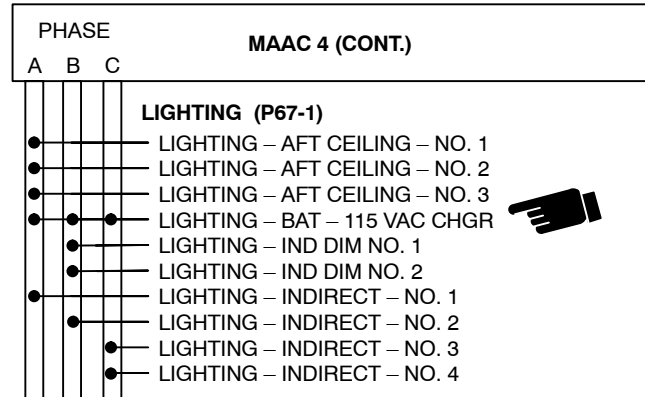 PHASE
MAAC 4 (CONT.)
A B C
LIGHTING (P67-1)
LIGHTING – AFT CEILING – NO. 1
LIGHTING – AFT CEILING – NO. 2
LIGHTING – AFT CEILING – NO. 3
LIGHTING – BAT – 115 VAC CHGR
LIGHTING – IND DIM NO. 1
LIGHTING – IND DIM NO. 2
LIGHTING – INDIRECT – NO. 1
LIGHTING – INDIRECT – NO. 2
LIGHTING – INDIRECT – NO. 3
LIGHTING – INDIRECT – NO. 4